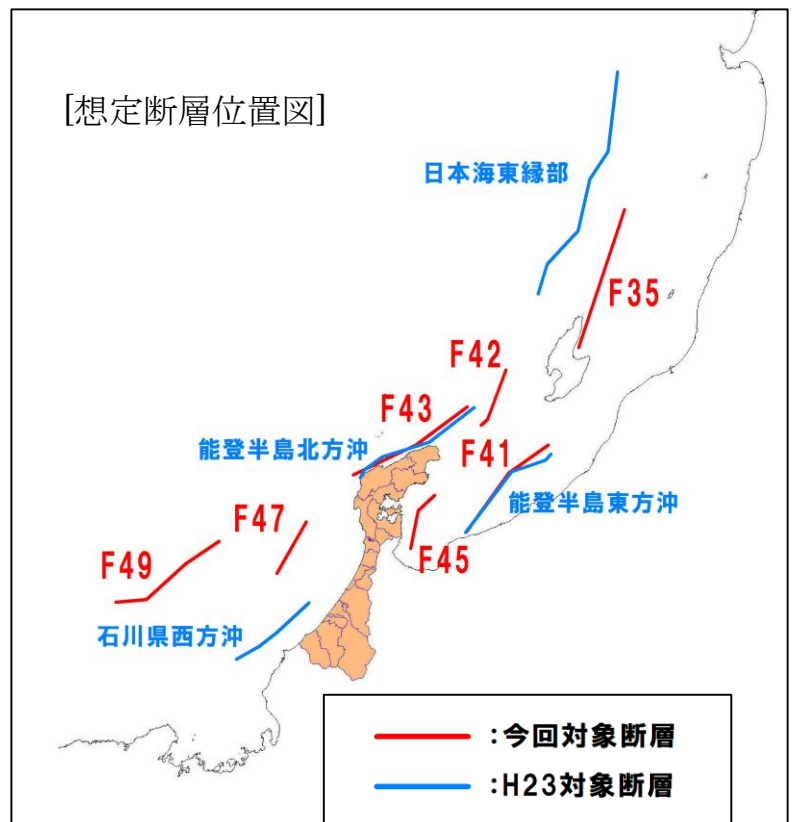 [想定断層位置図]
日本海東縁部
F35
F42
F43
能登半島北方沖
F41
能登半島東方沖
F47
F45
F49
石川県西方沖
:今回対象断層
:H23対象断層